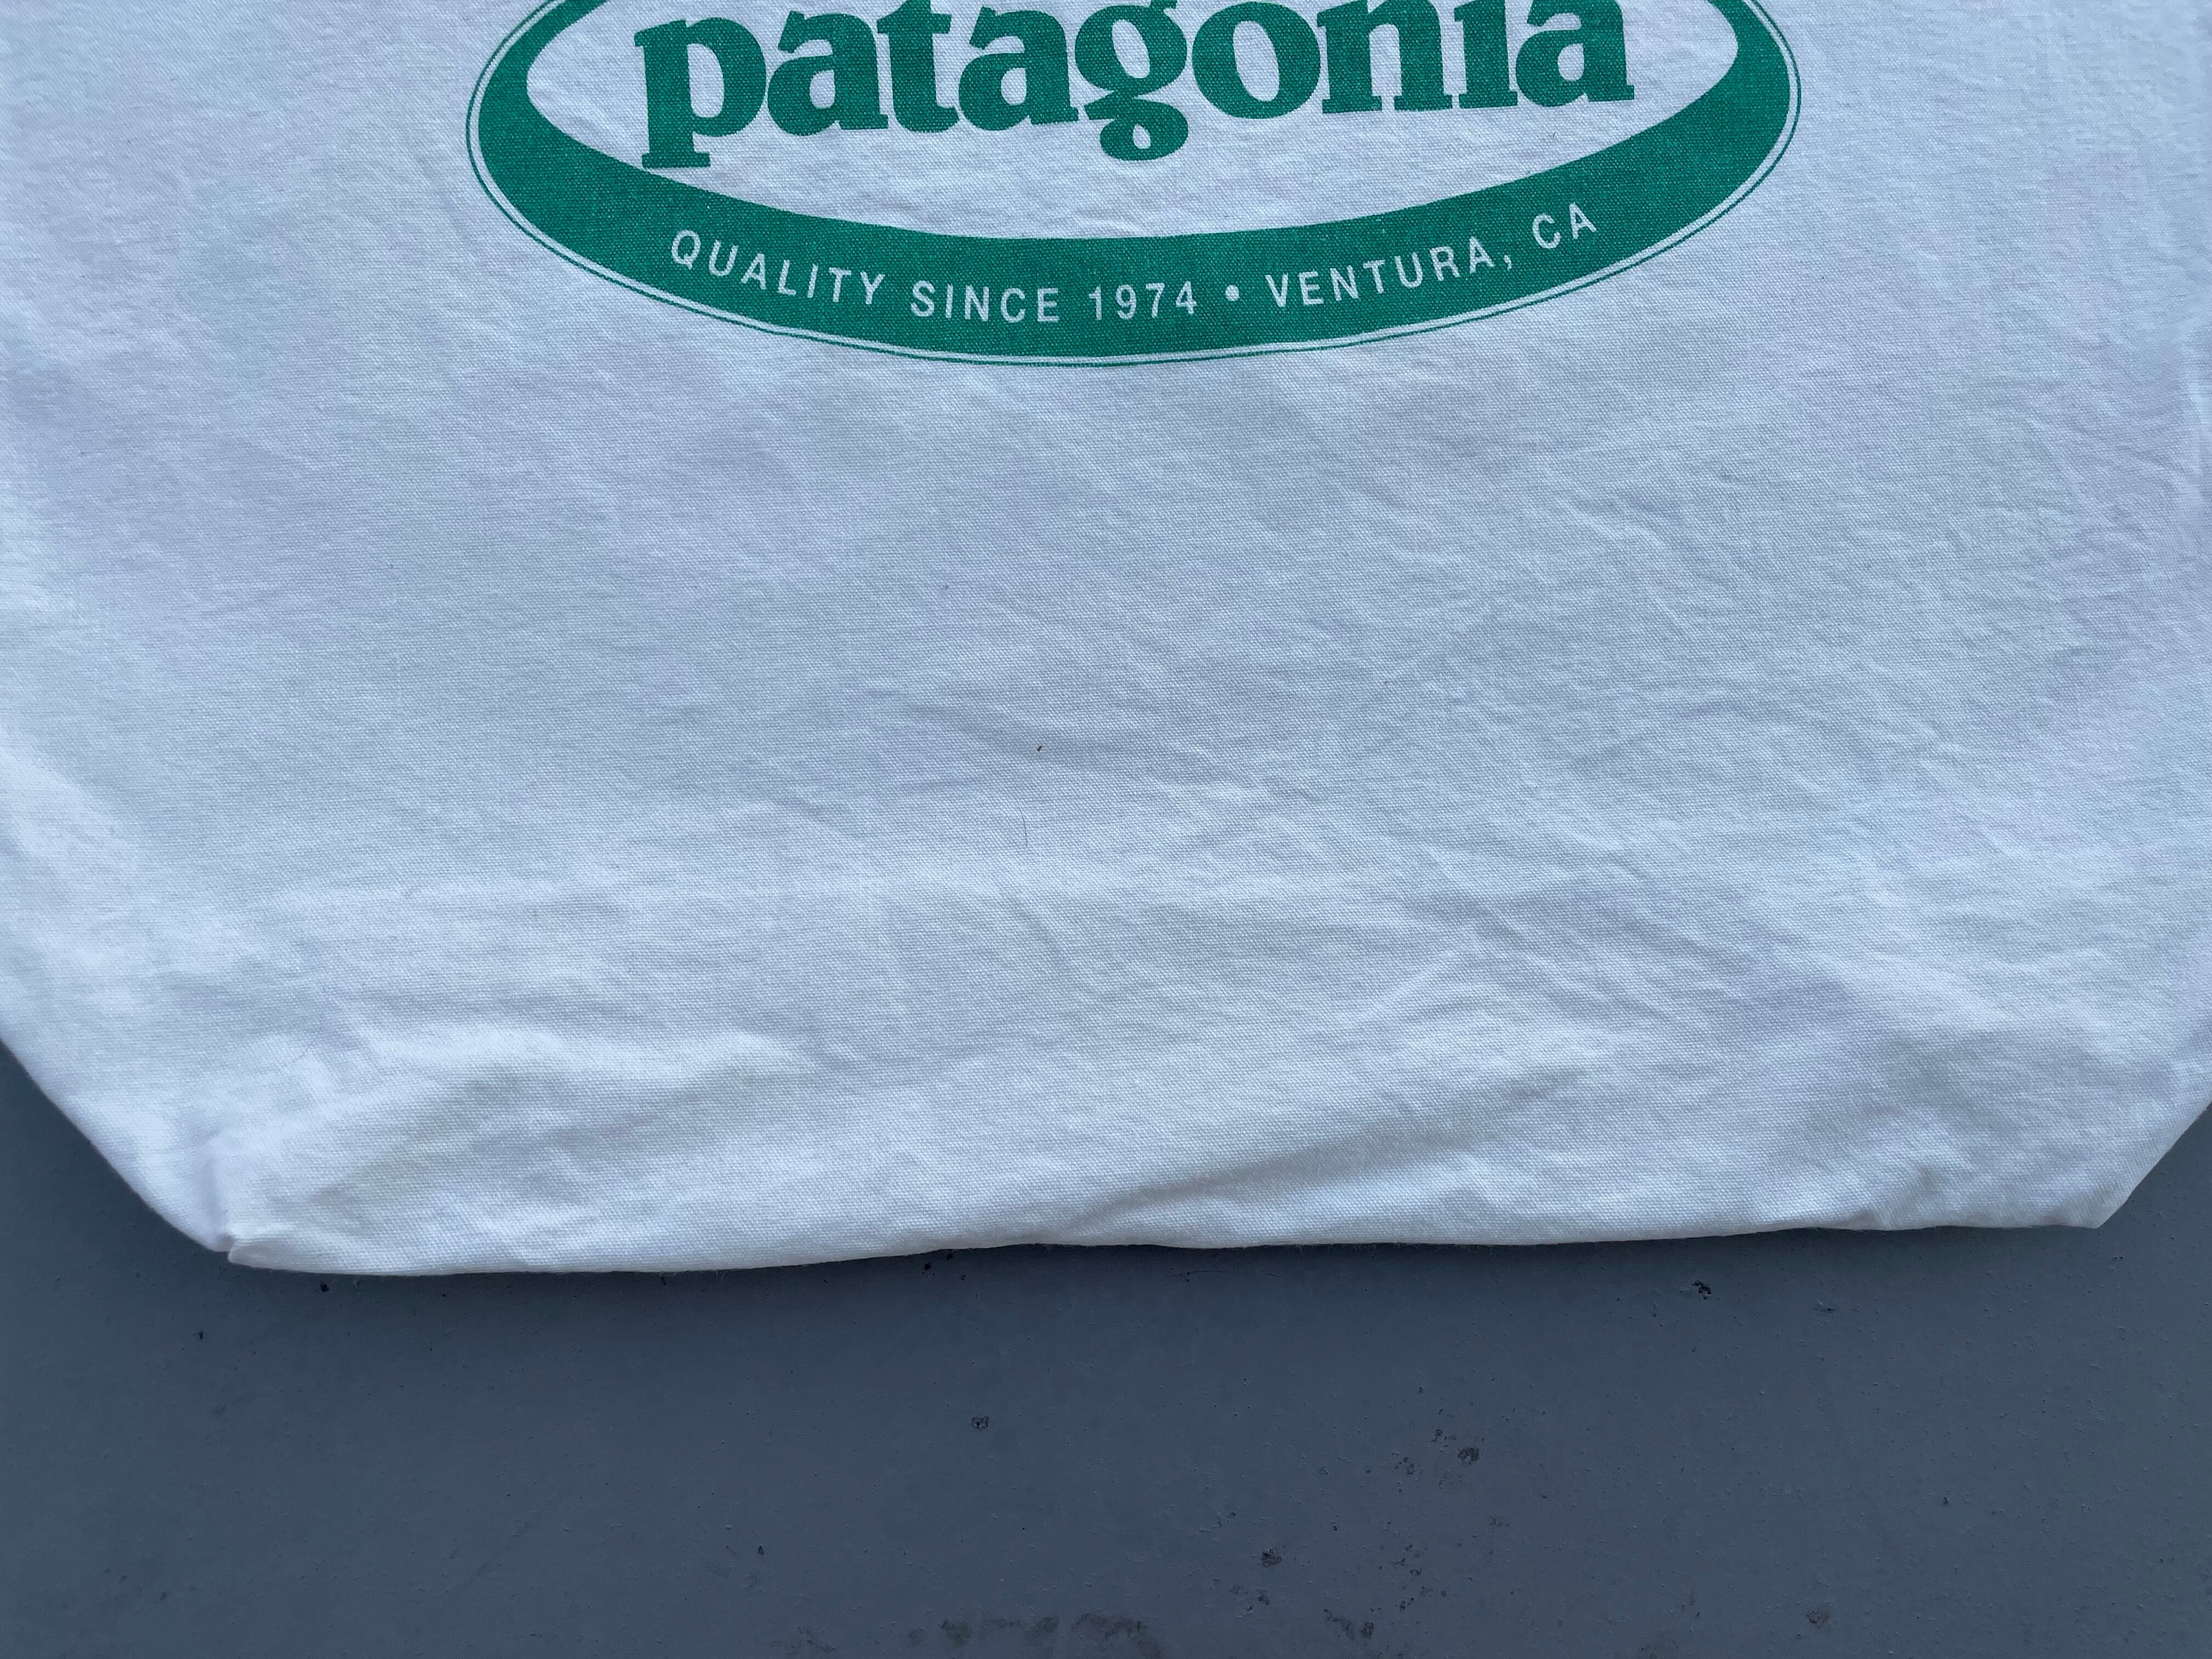 patagonia
QUALITY SINCE 1974 • VENTURA, CA